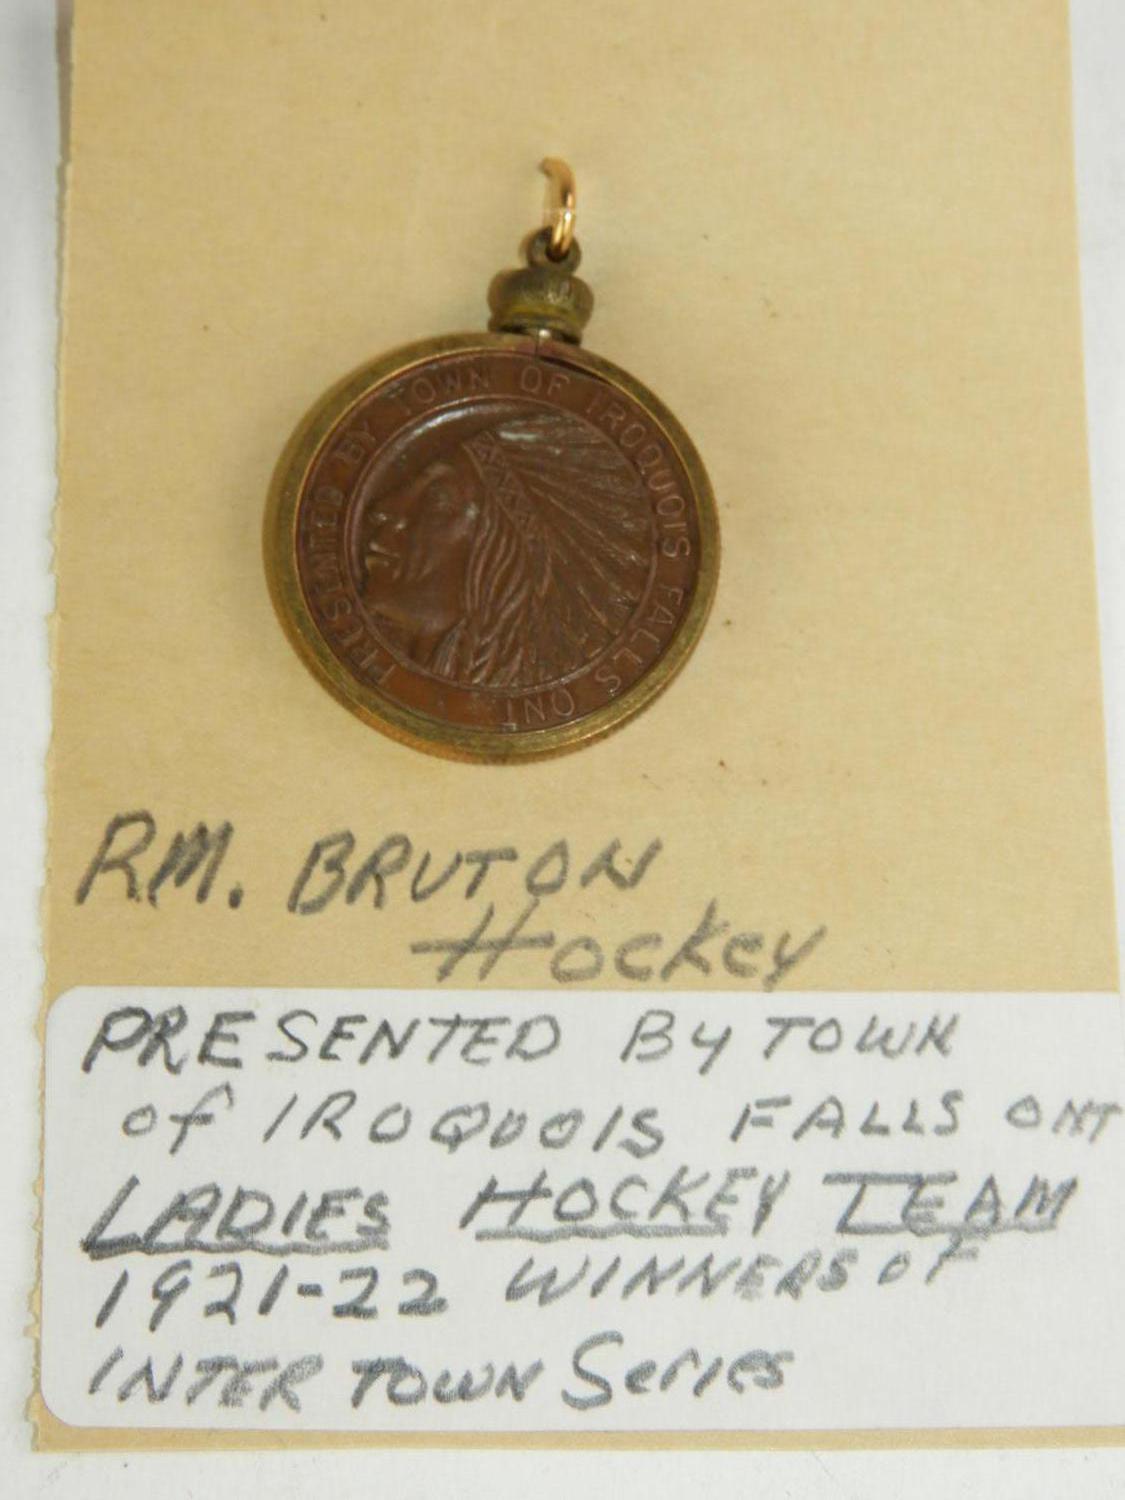 PRESENTED BY TOWN OF IROQUOIS FALLS ONT
RM. BRUTON
Hockey
PRESENTED By TOWN
of IROQUOIS FALLS ONT
LADIES HOCKEY TEAM
1921-22 WINNERS OF
INTER TOWN Series